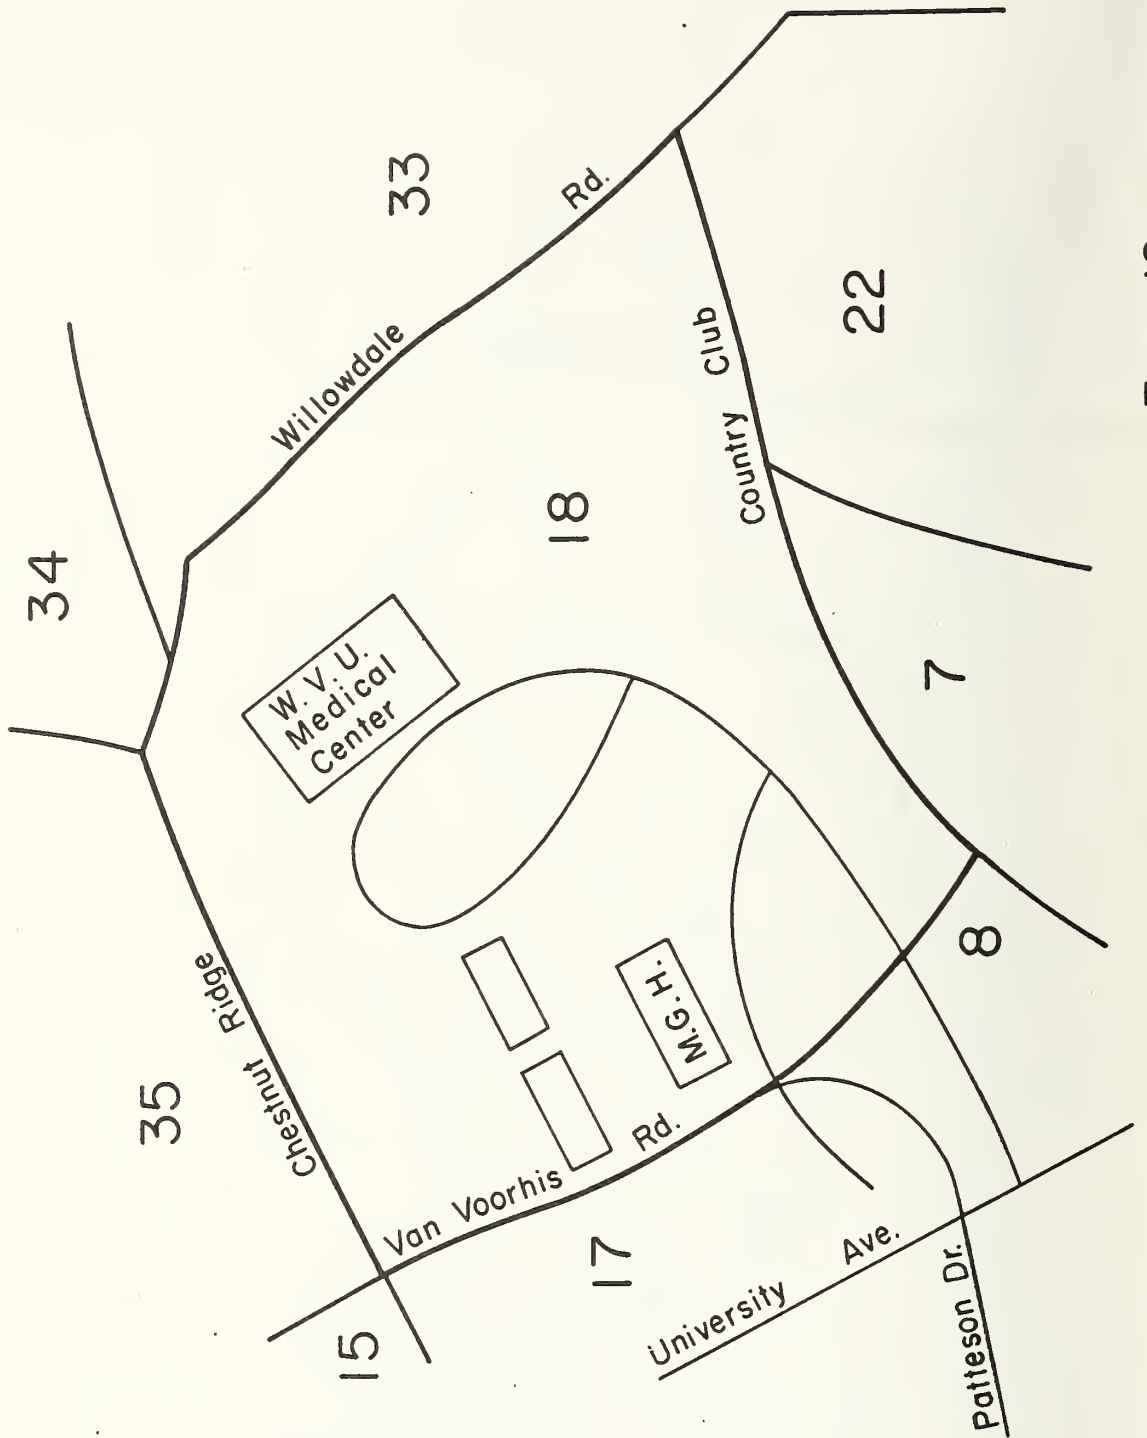 34
33
35
Willowdale
Rd.
Chestnut Ridge
W. V. U.
Medical
Center
18
Country Club
22
7
M.G.H.
8
Van Voorhis
Rd.
15
17
University
Ave.
Patteson Dr.